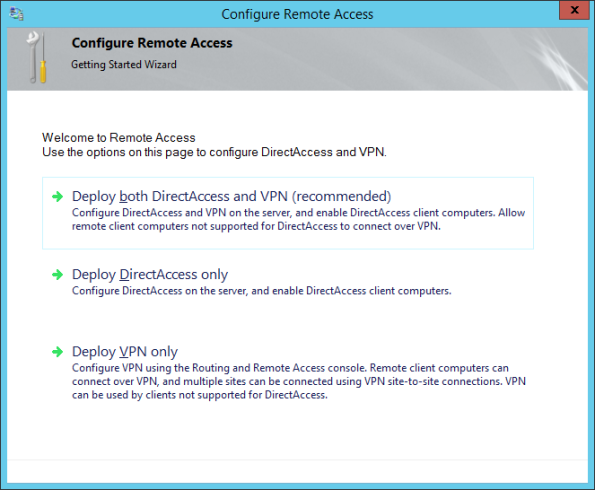 Configure Remote Access
x
Configure Remote Access
Getting Started Wizard
Welcome to Remote Access
Use the options on this page to configure DirectAccess and VPN.
Deploy both DirectAccess and VPN (recommended)
Configure DirectAccess and VPN on the server, and enable DirectAccess client computers. Allow
remote client computers not supported for DirectAccess to connect over VPN.
Deploy DirectAccess only
Configure DirectAccess on the server, and enable DirectAccess client computers.
Deploy VPN only
Configure VPN using the Routing and Remote Access console. Remote client computers can
connect over VPN, and multiple sites can be connected using VPN site-to-site connections. VPN
can be used by clients not supported for DirectAccess.